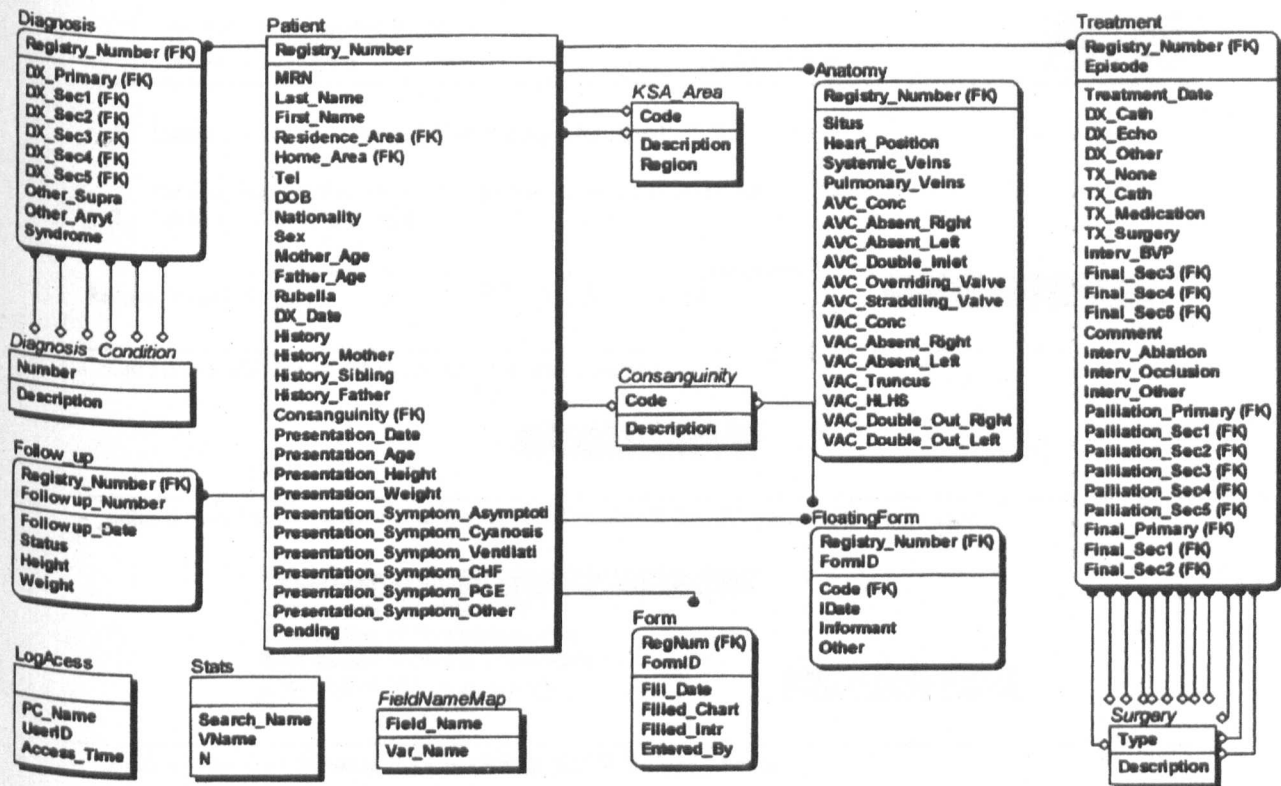 Diagnosis
Registry_Number (FK)
DX_Primary (FK)
DX_Sec1 (FK)
DX_Sec2 (FK)
DX_Sec3 (FK)
DX_Sec4 (FK)
DX_Sec5 (FK)
Other_Supra
Other_Arryt
Syndrome
Diagnosis_Condition
Number
Description
Follow_up
Registry_Number (FK)
Followup_Number
Followup_Date
Status
Height
Weight
LogAcess
PC_Name
UserID
Access_Time
Patient
Registry_Number
MRN
Last_Name
First_Name
Residence_Area (FK)
Home_Area (FK)
Tel
DOB
Nationality
Sex
Mother_Age
Father_Age
Rubella
DX_Date
History
History_Mother
History_Sibling
History_Father
Consanguinity (FK)
Presentation_Date
Presentation_Age
Presentation_Height
Presentation_Weight
Presentation_Symptom_Asymptoti
Presentation_Symptom_Cyanosis
Presentation_Symptom_Ventilati
Presentation_Symptom_CHF
Presentation_Symptom_PGE
Presentation_Symptom_Other
Pending
Stats
Search_Name
VName
N
FieldNameMap
Field_Name
Var_Name
KSA_Area
Code
Description
Region
Consanguinity
Code
Description
Form
RegNum (FK)
FormID
Fill_Date
Filled_Chart
Filled_Intr
Entered_By
Anatomy
Registry_Number (FK)
Situs
Heart_Position
Systemic_Veins
Pulmonary_Veins
AVC_Conc
AVC_Absent_Right
AVC_Absent_Left
AVC_Double_Inlet
AVC_Overriding_Valve
AVC_Straddling_Valve
VAC_Conc
VAC_Absent_Right
VAC_Absent_Left
VAC_Truncus
VAC_HLHS
VAC_Double_Out_Right
VAC_Double_Out_Left
FloatingForm
Registry_Number (FK)
FormID
Code (FK)
IDate
Informant
Other
Treatment
Registry_Number (FK)
Episode
Treatment_Date
DX_Cath
DX_Echo
DX_Other
TX_None
TX_Cath
TX_Medication
TX_Surgery
Interv_BVP
Final_Sec3 (FK)
Final_Sec4 (FK)
Final_Sec5 (FK)
Comment
Interv_Ablation
Interv_Occlusion
Interv_Other
Palliation_Primary (FK)
Palliation_Sec1 (FK)
Palliation_Sec2 (FK)
Palliation_Sec3 (FK)
Palliation_Sec4 (FK)
Palliation_Sec5 (FK)
Final_Primary (FK)
Final_Sec1 (FK)
Final_Sec2 (FK)
Surgery
Type
Description